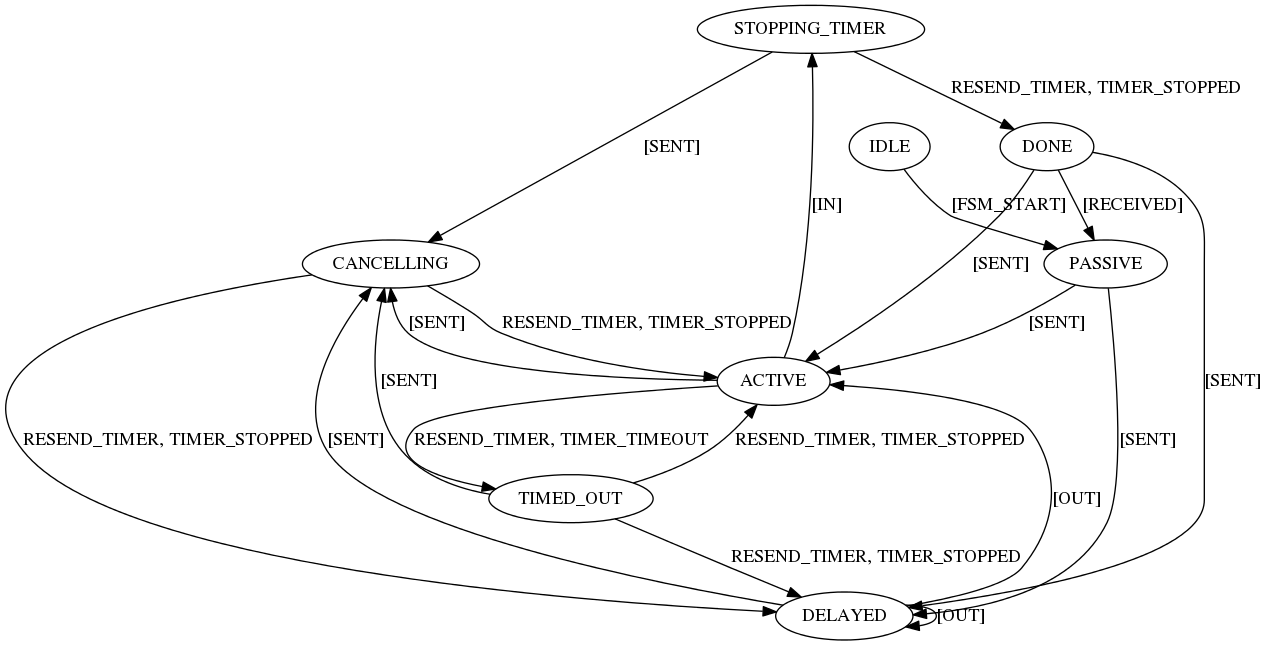 STOPPING_TIMER
RESEND_TIMER, TIMER_STOPPED
[SENT]
IDLE
DONE
[IN]
[FSM_START]
[RECEIVED]
CANCELLING
[SENT]
PASSIVE
[SENT]
RESEND_TIMER, TIMER_STOPPED
[SENT]
[SENT]
ACTIVE
[SENT]
RESEND_TIMER, TIMER_STOPPED
[SENT]
RESEND_TIMER, TIMER_TIMEOUT
RESEND_TIMER, TIMER_STOPPED
[SENT]
TIMED_OUT
[OUT]
RESEND_TIMER, TIMER_STOPPED
DELAYED
[OUT]